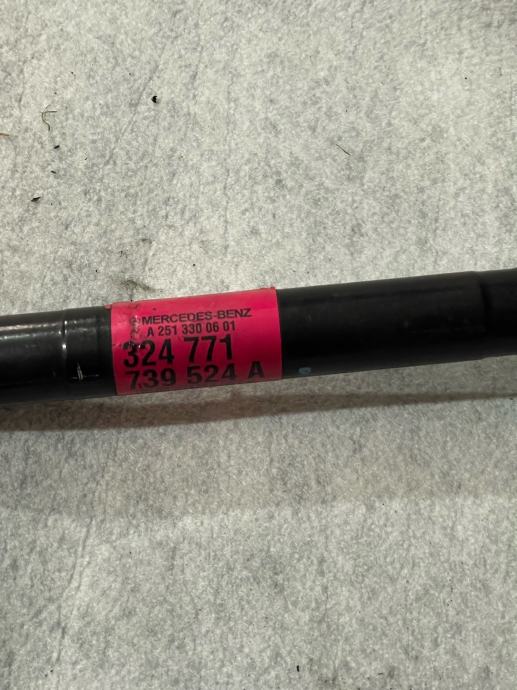 MERCEDES-BENZ
A 251 330 06 01
324 771
739 524 A